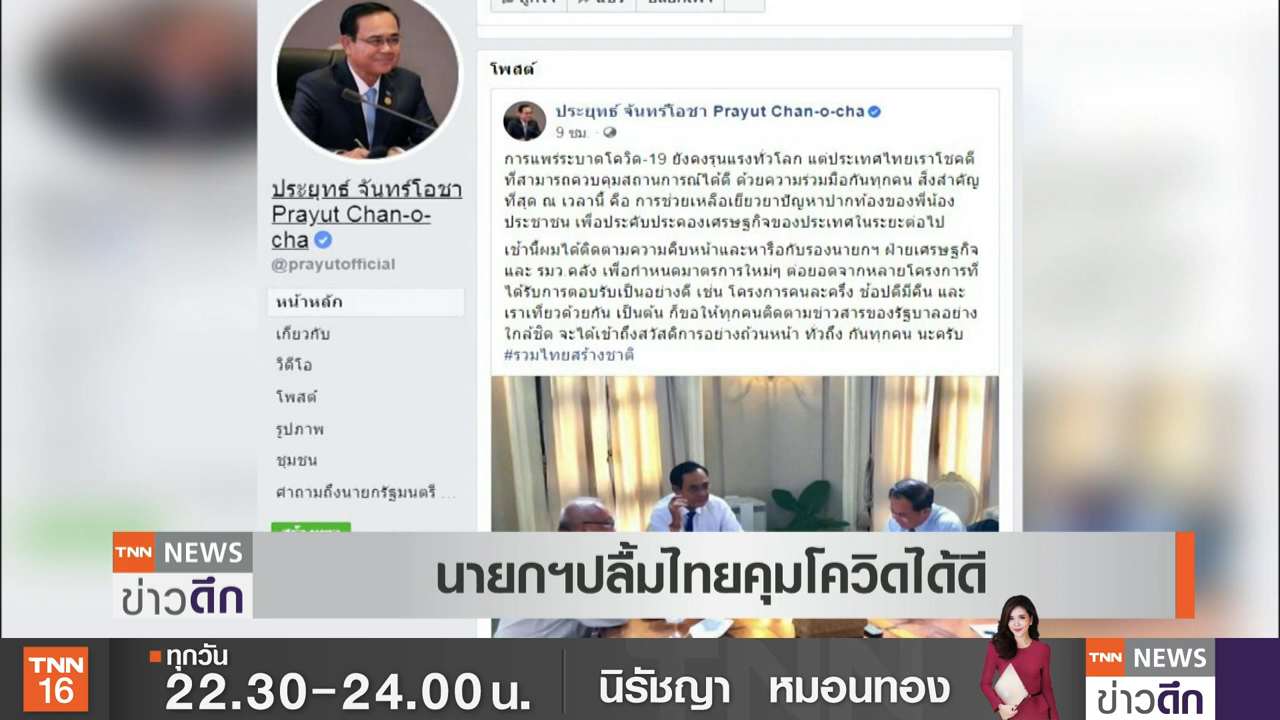 โพสต์
ประยุทธ์ จันทร์โอชา Prayut Chan-o-cha
9 ชม.
การแพร่ระบาดโควิด-19 ยังคงรุนแรงทั่วโลก แต่ประเทศไทยเราโชคดี
ที่สามารถควบคุมสถานการณ์ได้ดี ด้วยความร่วมมือกันทุกคน สิ่งสำคัญ
ที่สุด ณ เวลานี้ คือ การช่วยเหลือเยียวยาปัญหาปากท้องของพี่น้อง
ประชาชน เพื่อประคับประคองเศรษฐกิจของประเทศในระยะต่อไป
เช้านี้ผมได้ติดตามความคืบหน้าและหารือกับรองนายกฯ ฝ่ายเศรษฐกิจ
และ รมว.คลัง เพื่อกำหนดมาตรการใหม่ๆ ต่อยอดจากหลายโครงการที่
ได้รับการตอบรับเป็นอย่างดี เช่น โครงการคนละครึ่ง ช้อปดีมีคืน และ
เราเที่ยวด้วยกัน เป็นต้น ก็ขอให้ทุกคนติดตามข่าวสารของรัฐบาลอย่าง
ใกล้ชิด จะได้เข้าถึงสวัสดิการอย่างถ้วนหน้า ทั่วถึง กันทุกคน นะครับ
#รวมไทยสร้างชาติ
ประยุทธ์ จันทร์โอชา
Prayut Chan-o-
cha
@prayutofficial
หน้าหลัก
เกี่ยวกับ
วิดีโอ
โพสต์
รูปภาพ
ชุมชน
คำถามถึงนายกรัฐมนตรี ...
TNN NEWS
ข่าวดึก
นายกฯปลื้มไทยคุมโควิดได้ดี
TNN
16
ทุกวัน
22.30-24.00 น.
นิรัชญา หมอนทอง
TNN NEWS
ข่าวดึก